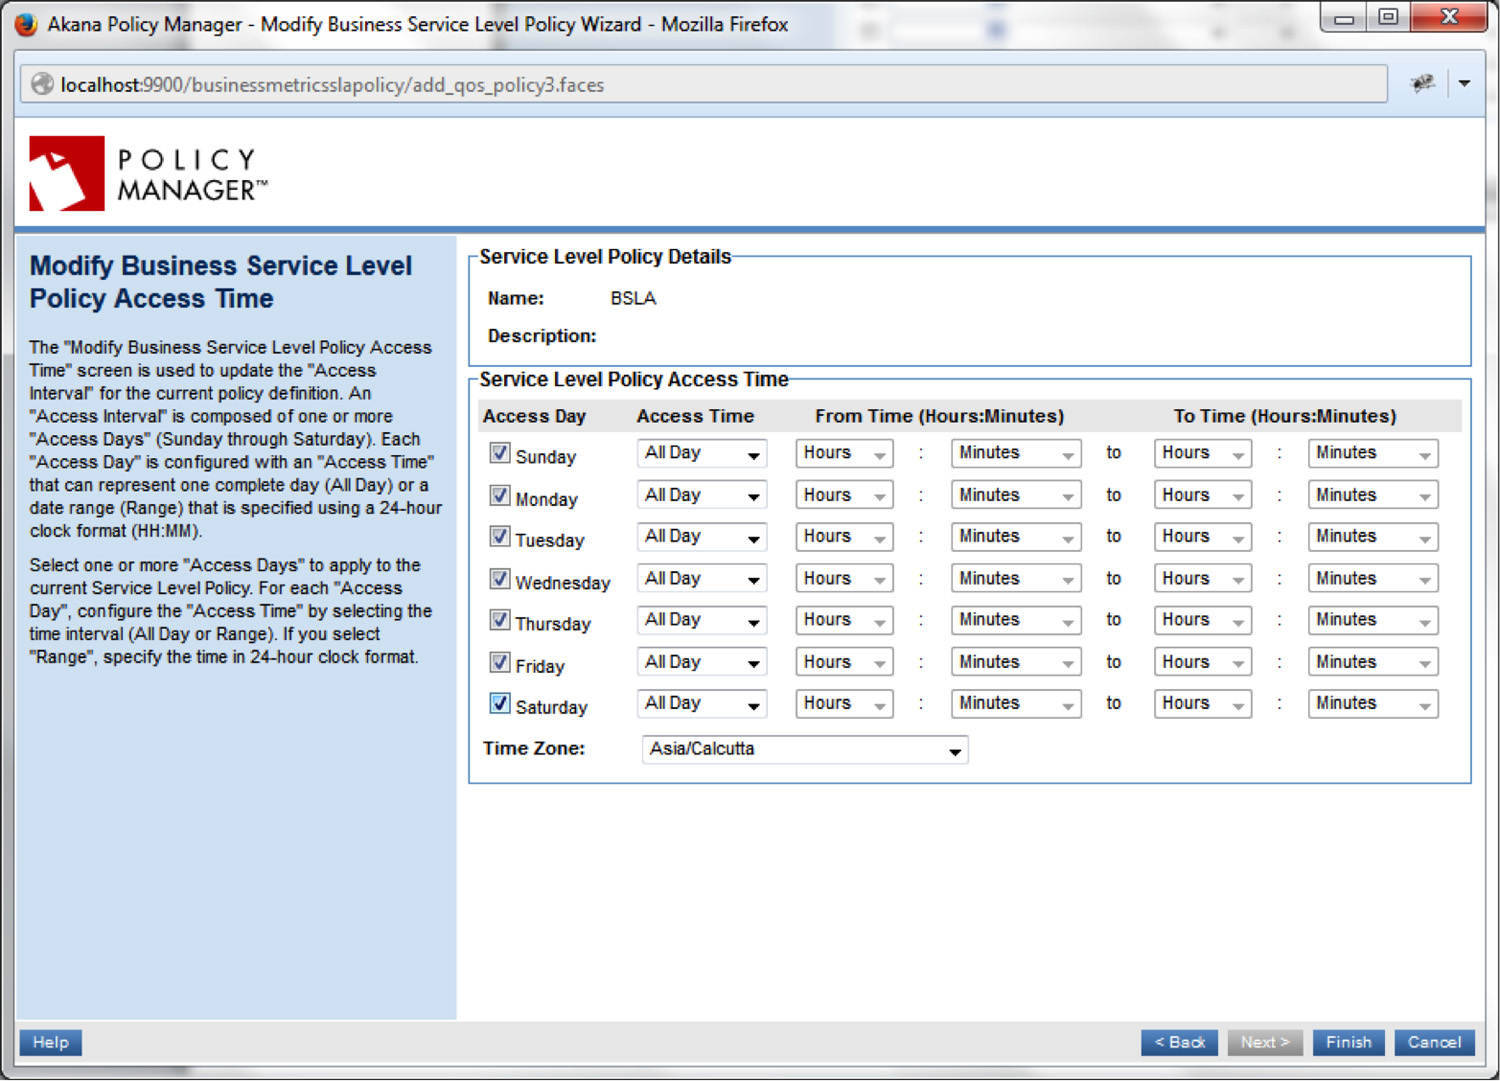 Akana Policy Manager - Modify Business Service Level Policy Wizard - Mozilla Firefox
localhost:9900/businessmetricsslapolicy/add_qos_policy3.faces
POLICY
MANAGER™
Modify Business Service Level
Policy Access Time
The "Modify Business Service Level Policy Access
Time" screen is used to update the "Access
Interval" for the current policy definition. An
"Access Interval" is composed of one or more
"Access Days" (Sunday through Saturday). Each
"Access Day" is configured with an "Access Time"
that can represent one complete day (All Day) or a
date range (Range) that is specified using a 24-hour
clock format (HH:MM).
Select one or more "Access Days" to apply to the
current Service Level Policy. For each "Access
Day", configure the "Access Time" by selecting the
time interval (All Day or Range). If you select
"Range", specify the time in 24-hour clock format.
Service Level Policy Details
Name: BSLA
Description:
Service Level Policy Access Time
Access Day Access Time From Time (Hours:Minutes) To Time (Hours:Minutes)
Sunday All Day Hours : Minutes to Hours : Minutes
Monday All Day Hours : Minutes to Hours : Minutes
Tuesday All Day Hours : Minutes to Hours : Minutes
Wednesday All Day Hours : Minutes to Hours : Minutes
Thursday All Day Hours : Minutes to Hours : Minutes
Friday All Day Hours : Minutes to Hours : Minutes
Saturday All Day Hours : Minutes to Hours : Minutes
Time Zone: Asia/Calcutta
Help < Back Next > Finish Cancel